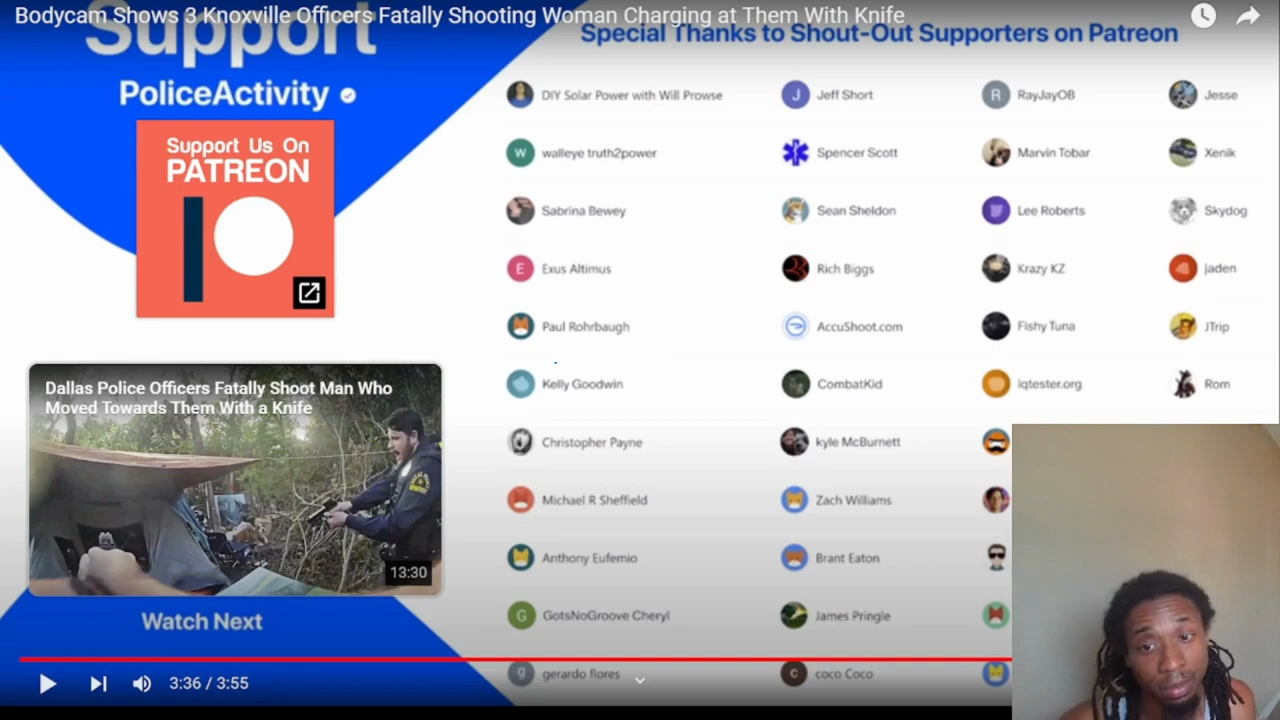 Bodycam Shows 3 Knoxville Officers Fatally Shooting Woman Charging at Them With Knife
Support
PoliceActivity
Support Us On
PATREON
Special Thanks to Shout-Out Supporters on Patreon
DIY Solar Power with Will Prowse
J Jeff Short
R RayJayOB
Jesse
w walleye truth2power
Spencer Scott
Marvin Tobar
Xenik
Sabrina Bewey
Sean Sheldon
Lee Roberts
Skydog
E Exus Altimus
Rich Biggs
Krazy KZ
jaden
Paul Rohrbaugh
AccuShoot.com
Fishy Tuna
JTrip
Kelly Goodwin
CombatKid
iqtester.org
Rom
Christopher Payne
kyle McBurnett
Michael R Sheffield
Zach Williams
Anthony Eufemio
Brant Eaton
G GotsNoGroove Cheryl
James Pringle
g gerardo flores
c coco Coco
Dallas Police Officers Fatally Shoot Man Who
Moved Towards Them With a Knife
13:30
Watch Next
3:36 / 3:55